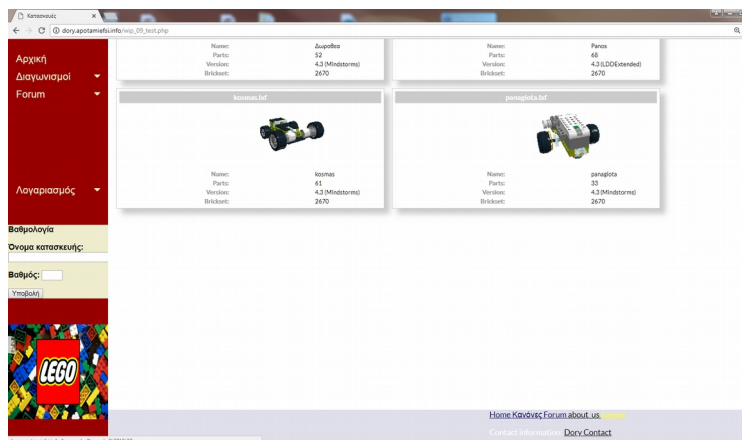 Κατασκευές
dory.apotamiefsi.info/wip_09_test.php
Αρχική
Διαγωνισμοί
Forum
Λογαριασμός
Βαθμολογία
Όνομα κατασκευής:
Βαθμός:
Υποβολή
LEGO
Name: Δωροθεα
Parts: 52
Version: 4.3 (Mindstorms)
Brickset: 2670
Name: Panos
Parts: 68
Version: 4.3 (LDDExtended)
Brickset: 2670
kosmas.lxf
Name: kosmas
Parts: 61
Version: 4.3 (Mindstorms)
Brickset: 2670
panagiota.lxf
Name: panagiota
Parts: 33
Version: 4.3 (Mindstorms)
Brickset: 2670
Home Κανόνες Forum about us
Contact information: Dory Contact